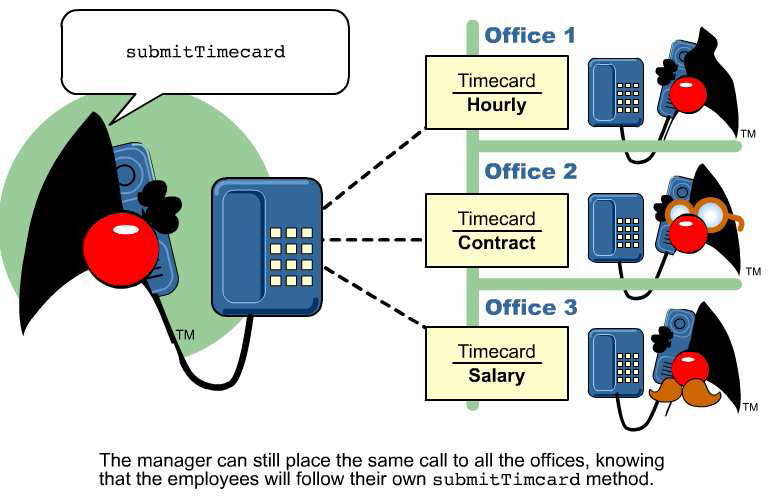 submitTimecard
TM
Office 1
Timecard
Hourly
TM
Office 2
Timecard
Contract
TM
Office 3
Timecard
Salary
TM
The manager can still place the same call to all the offices, knowing
that the employees will follow their own submitTimcard method.